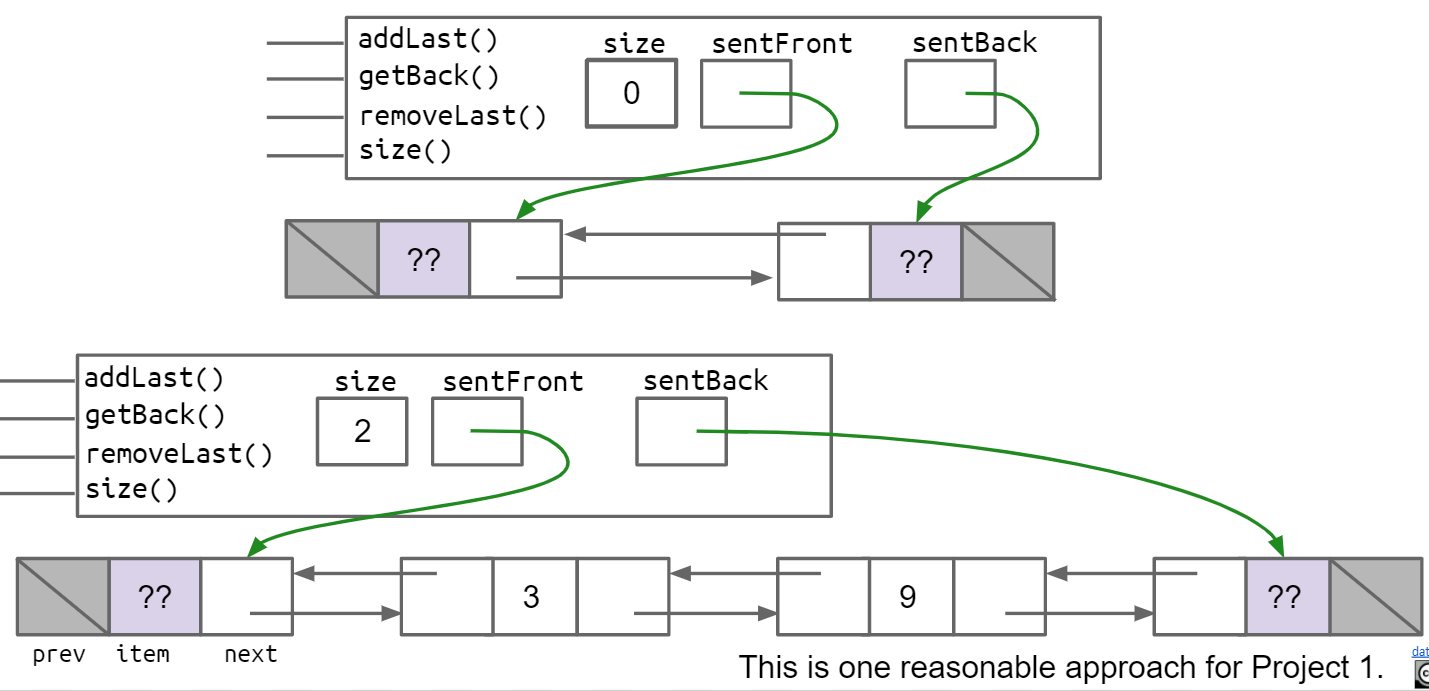 addLast() size sentFront sentBack
getBack() 0
removeLast()
size()
?? ??
addLast() size sentFront sentBack
getBack() 2
removeLast()
size()
?? 3 9 ??
prev item next
This is one reasonable approach for Project 1.
dat